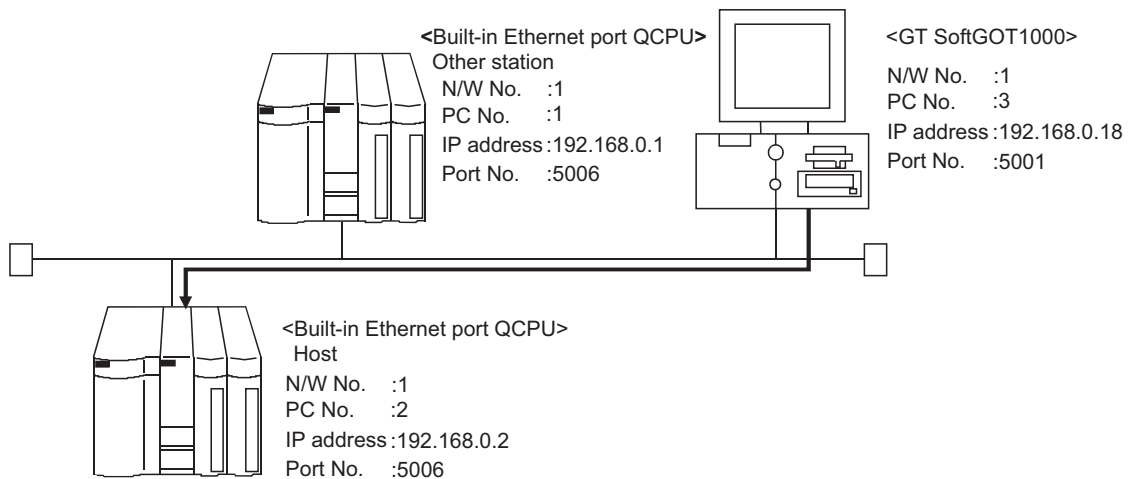 <Built-in Ethernet port QCPU>
Other station
N/W No. :1
PC No. :1
IP address :192.168.0.1
Port No. :5006
<GT SoftGOT1000>
N/W No. :1
PC No. :3
IP address :192.168.0.18
Port No. :5001
<Built-in Ethernet port QCPU>
Host
N/W No. :1
PC No. :2
IP address :192.168.0.2
Port No. :5006